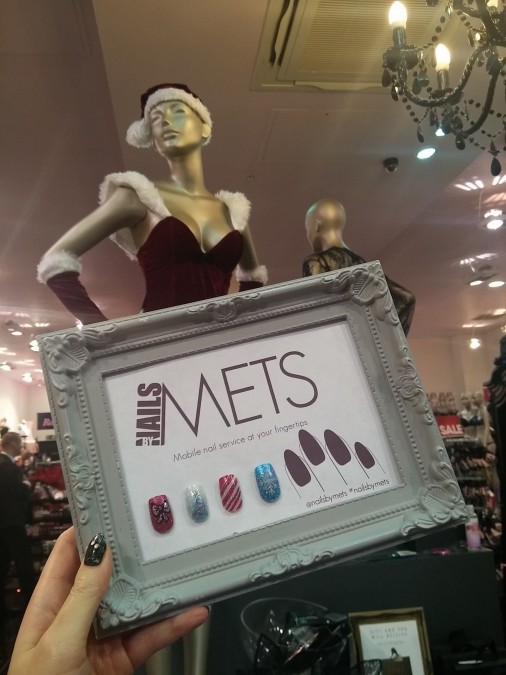 NAILS
BY
METS
Mobile nail service at your fingertips
@nailsbymets #nailsbymets
SALE